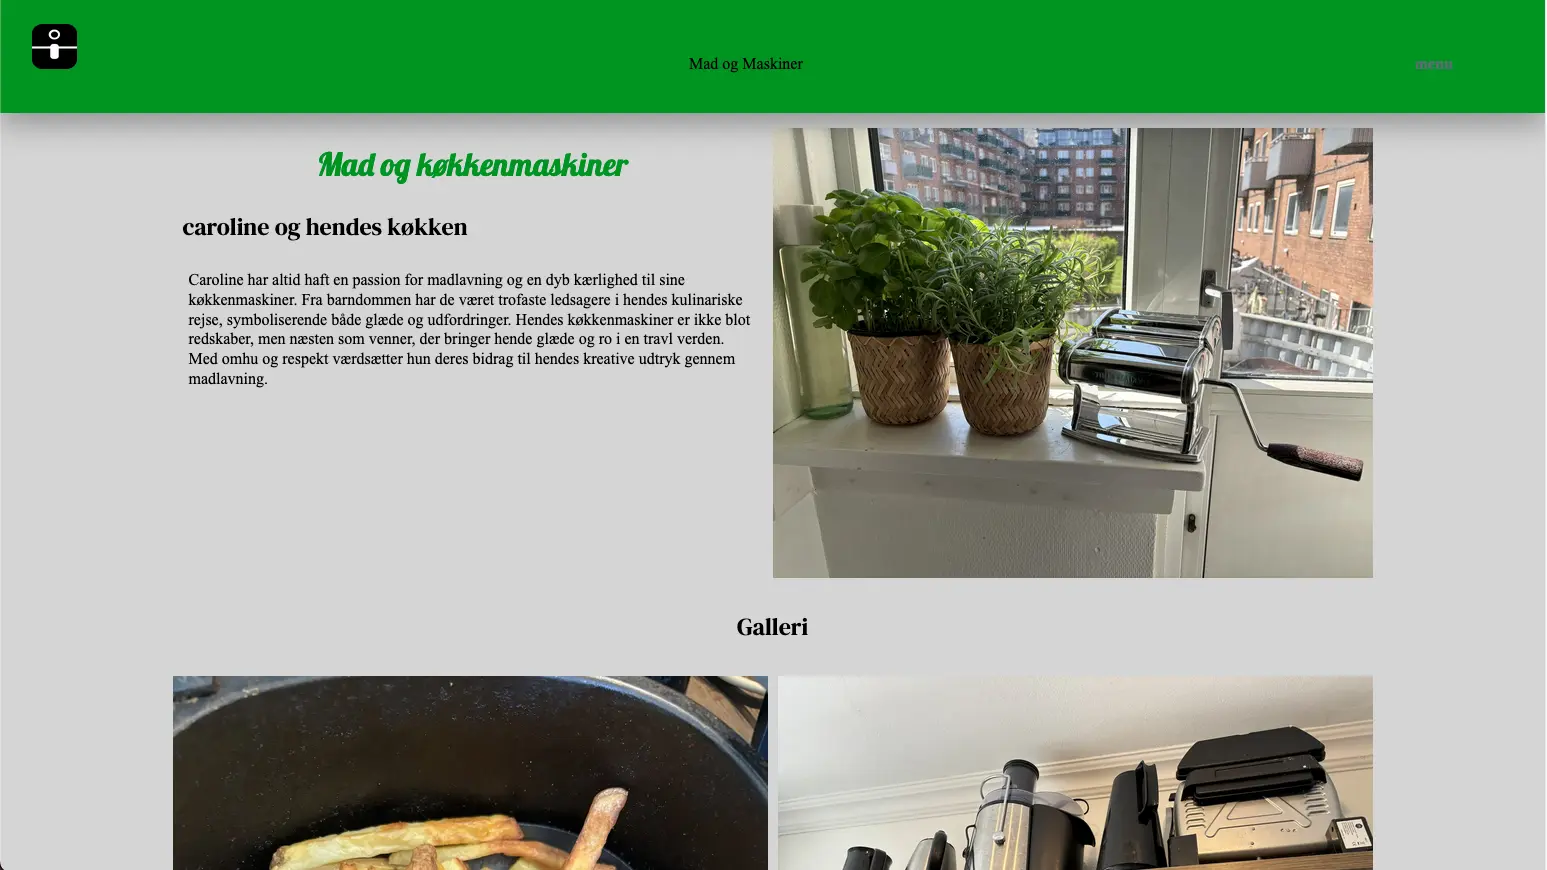 Mad og Maskiner
menu
Mad og køkkenmaskiner
caroline og hendes køkken
Caroline har altid haft en passion for madlavning og en dyb kærlighed til sine
køkkenmaskiner. Fra barndommen har de været trofaste ledsagere i hendes kulinariske
rejse, symboliserende både glæde og udfordringer. Hendes køkkenmaskiner er ikke blot
redskaber, men næsten som venner, der bringer hende glæde og ro i en travl verden.
Med omhu og respekt værdsætter hun deres bidrag til hendes kreative udtryk gennem
madlavning.
Galleri